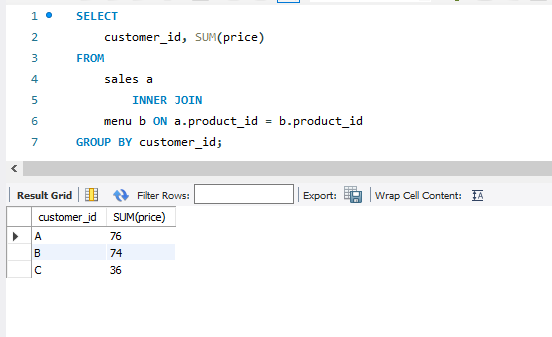 1 SELECT
2 customer_id, SUM(price)
3 FROM
4 sales a
5 INNER JOIN
6 menu b ON a.product_id = b.product_id
7 GROUP BY customer_id;
Result Grid Filter Rows: Export: Wrap Cell Content: IA
customer_id SUM(price)
A 76
B 74
C 36